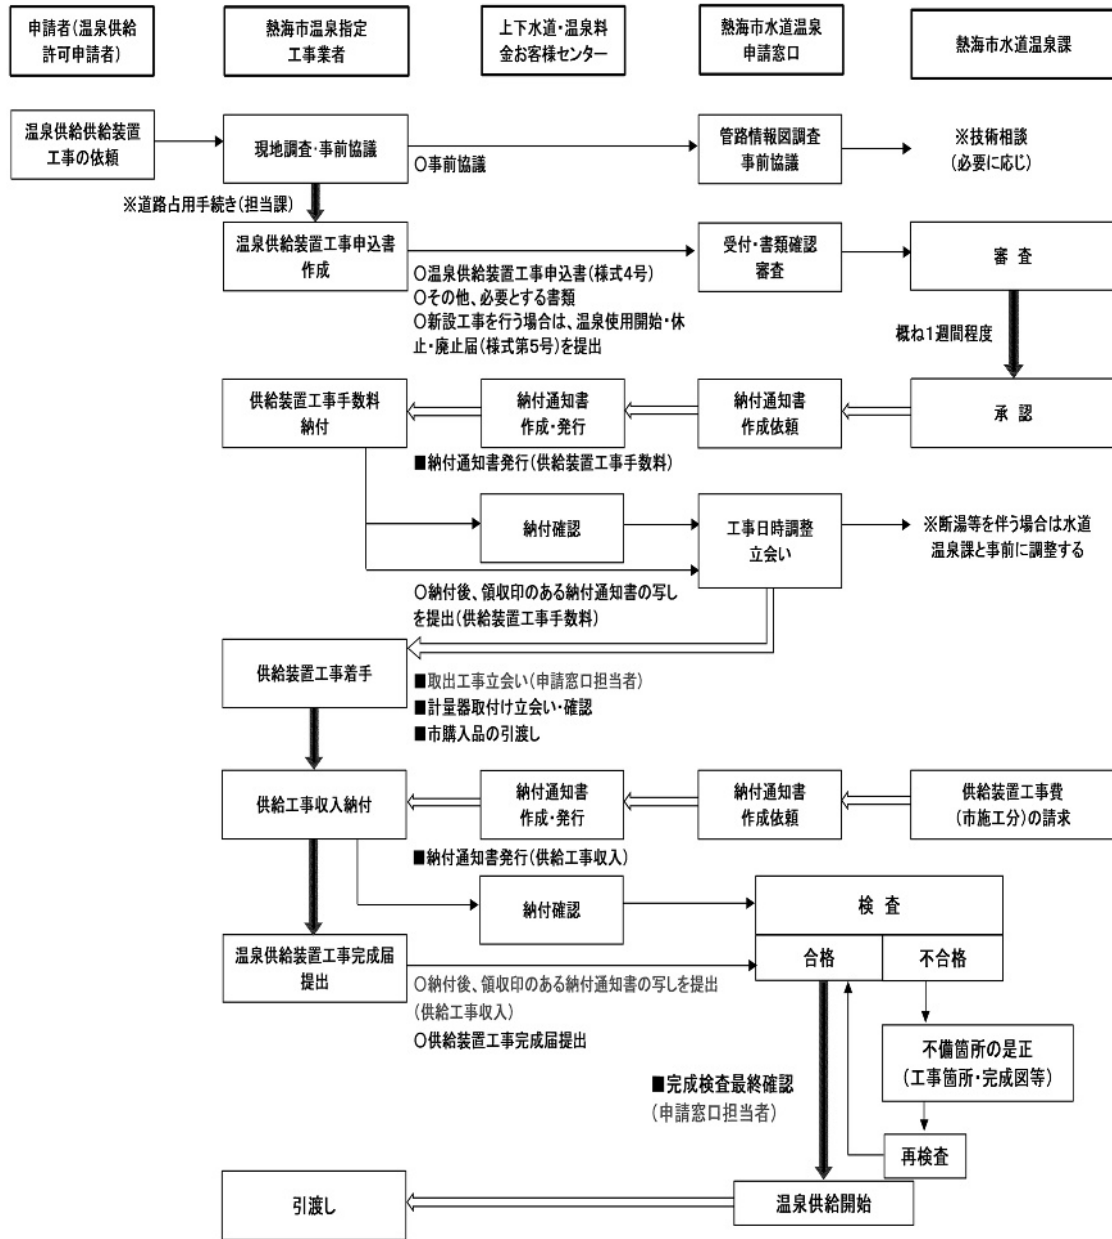 申請者(温泉供給
許可申請者)
熱海市温泉指定
工事業者
上下水道・温泉料
金お客様センター
熱海市水道温泉
申請窓口
熱海市水道温泉課
温泉供給供給装置
工事の依頼
現地調査・事前協議
〇事前協議
管路情報図調査
事前協議
※技術相談
(必要に応じ)
※道路占用手続き(担当課)
温泉供給装置工事申込書
作成
〇温泉供給装置工事申込書(様式4号)
〇その他、必要とする書類
〇新設工事を行う場合は、温泉使用開始・休
止・廃止届(様式第5号)を提出
受付・書類確認
審査
審 査
概ね1週間程度
供給装置工事手数料
納付
納付通知書
作成・発行
納付通知書
作成依頼
承 認
■納付通知書発行(供給装置工事手数料)
納付確認
工事日時調整
立会い
※断湯等を伴う場合は水道
温泉課と事前に調整する
〇納付後、領収印のある納付通知書の写し
を提出(供給装置工事手数料)
供給装置工事着手
■取出工事立会い(申請窓口担当者)
■計量器取付け立会い・確認
■市購入品の引渡し
供給工事収入納付
納付通知書
作成・発行
納付通知書
作成依頼
供給装置工事費
(市施工分)の請求
■納付通知書発行(供給工事収入)
納付確認
検 査
合格
不合格
温泉供給装置工事完成届
提出
〇納付後、領収印のある納付通知書の写しを提出
(供給工事収入)
〇供給装置工事完成届提出
不備箇所の是正
(工事箇所・完成図等)
■完成検査最終確認
(申請窓口担当者)
再検査
引渡し
温泉供給開始